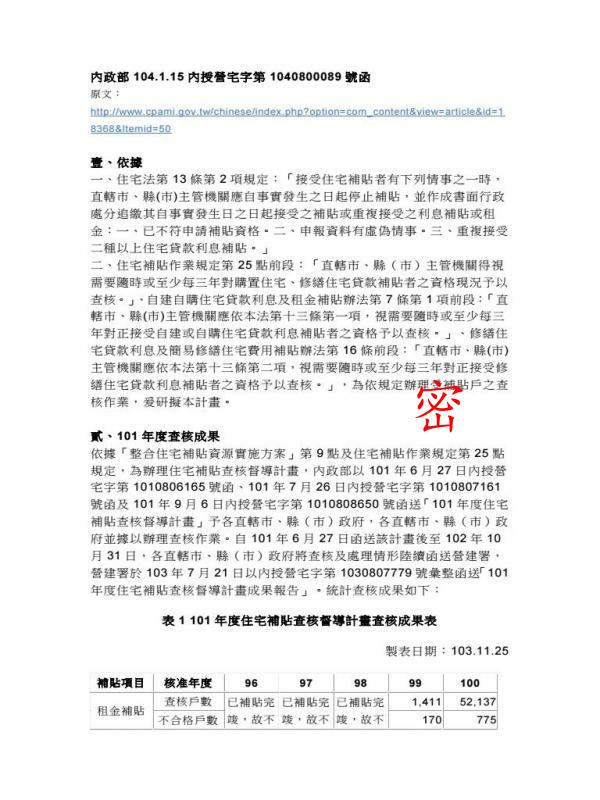 內政部 104.1.15 內授營宅字第 1040800089 號函
原文：
http://www.cpami.gov.tw/chinese/index.php?option=com_content&view=article&id=1
8368&Itemid=50
壹、依據
一、住宅法第 13 條第 2 項規定：「接受住宅補貼者有下列情事之一時，
直轄市、縣(市)主管機關應自事實發生之日起停止補貼，並作成書面行政
處分追繳其自事實發生日之日起接受之補貼或重複接受之利息補貼或租
金：一、已不符申請補貼資格。二、申報資料有虛偽情事。三、重複接受
二種以上住宅貸款利息補貼。」
二、住宅補貼作業規定第 25 點前段：「直轄市、縣（市）主管機關得視
需要隨時或至少每三年對購置住宅、修繕住宅貸款補貼者之資格現況予以
查核。」、自建自購住宅貸款利息及租金補貼辦法第 7 條第 1 項前段：「直
轄市、縣(市)主管機關應依本法第十三條第一項，視需要隨時或至少每三
年對正接受自建或自購住宅貸款利息補貼者之資格予以查核。」、修繕住
宅貸款利息及簡易修繕住宅費用補貼辦法第 16 條前段：「直轄市、縣(市)
主管機關應依本法第十三條第二項，視需要隨時或至少每三年對正接受修
繕住宅貸款利息補貼者之資格予以查核。」，為依規定辦理受補貼戶之查
核作業，爰研擬本計畫。
密
貳、101 年度查核成果
依據「整合住宅補貼資源實施方案」第 9 點及住宅補貼作業規定第 25 點
規定，為辦理住宅補貼查核督導計畫，內政部以 101 年 6 月 27 日內授營
宅字第 1010806165 號函、101 年 7 月 26 日內授營宅字第 1010807161
號函及 101 年 9 月 6 日內授營宅字第 1010808650 號函送「101 年度住宅
補貼查核督導計畫」予各直轄市、縣（市）政府，各直轄市、縣（市）政
府並據以辦理查核作業。自 101 年 6 月 27 日函送該計畫後至 102 年 10
月 31 日，各直轄市、縣（市）政府將查核及處理情形陸續函送營建署，
營建署於 103 年 7 月 21 日以內授營宅字第 1030807779 號彙整函送「101
年度住宅補貼查核督導計畫成果報告」。統計查核成果如下：
表 1 101 年度住宅補貼查核督導計畫查核成果表
製表日期：103.11.25
補貼項目 核准年度 96 97 98 99 100
租金補貼 查核戶數 已補貼完 已補貼完 已補貼完 1,411 52,137
不合格戶數 竣，故不 竣，故不 竣，故不 170 775